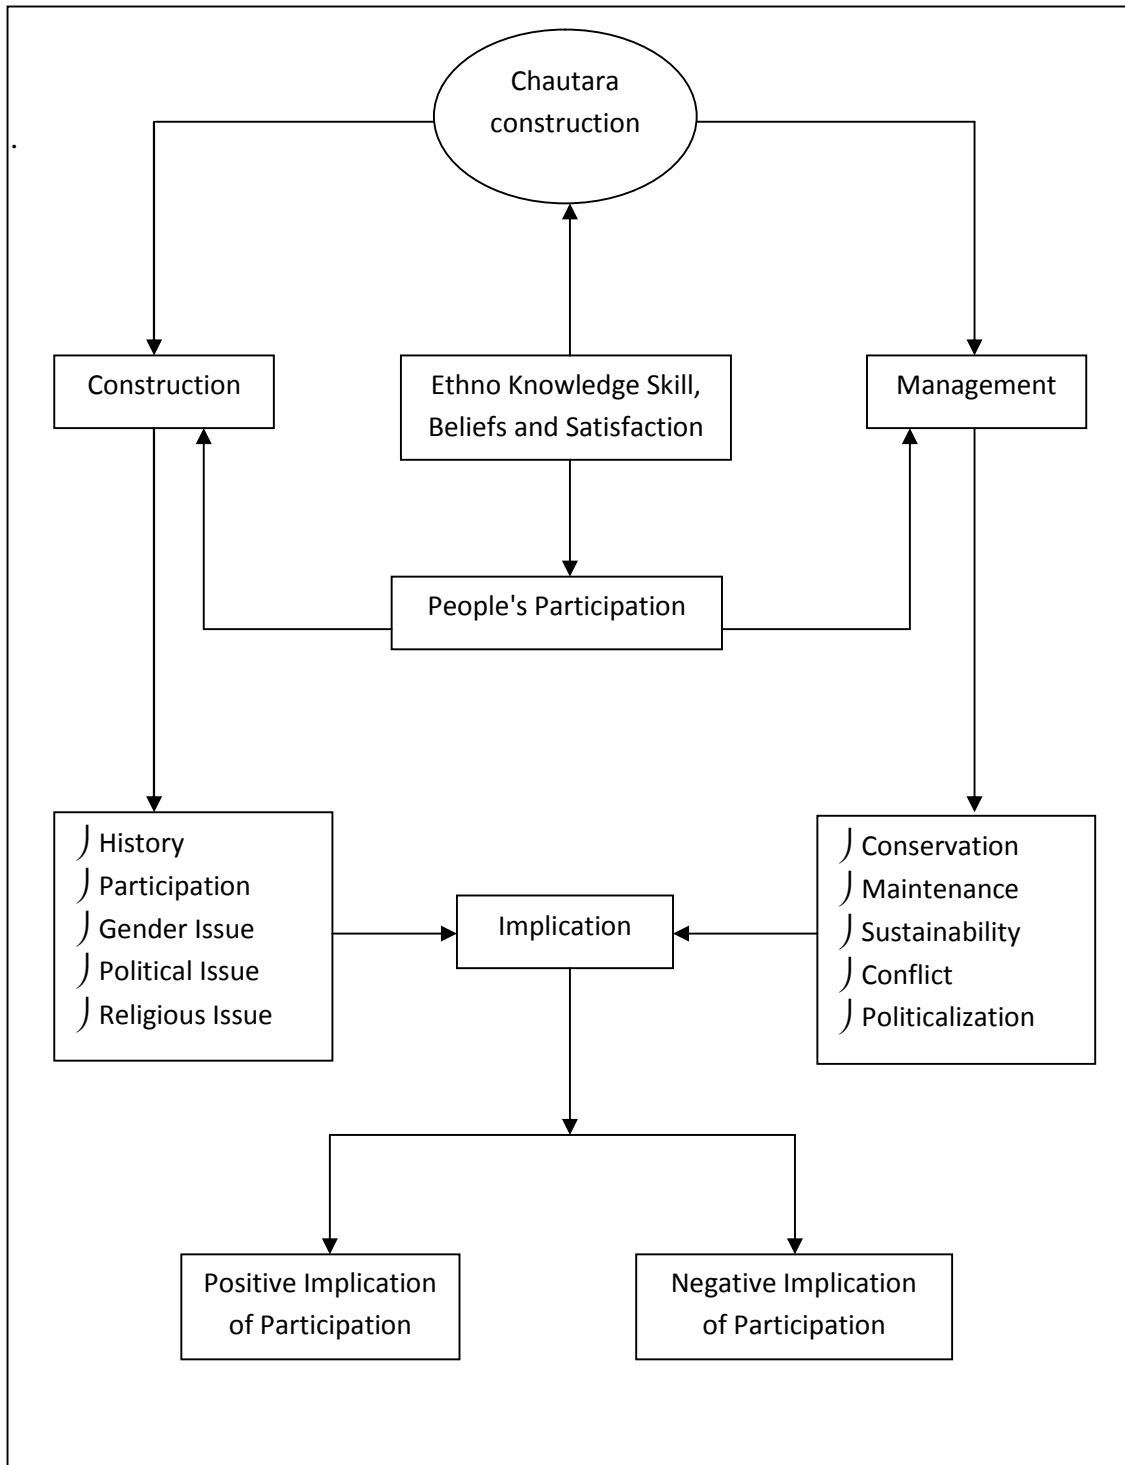 Chautara
construction
.
Construction
Ethno Knowledge Skill,
Beliefs and Satisfaction
Management
People's Participation
History
Participation
Gender Issue
Political Issue
Religious Issue
Implication
Conservation
Maintenance
Sustainability
Conflict
Politicalization
Positive Implication
of Participation
Negative Implication
of Participation